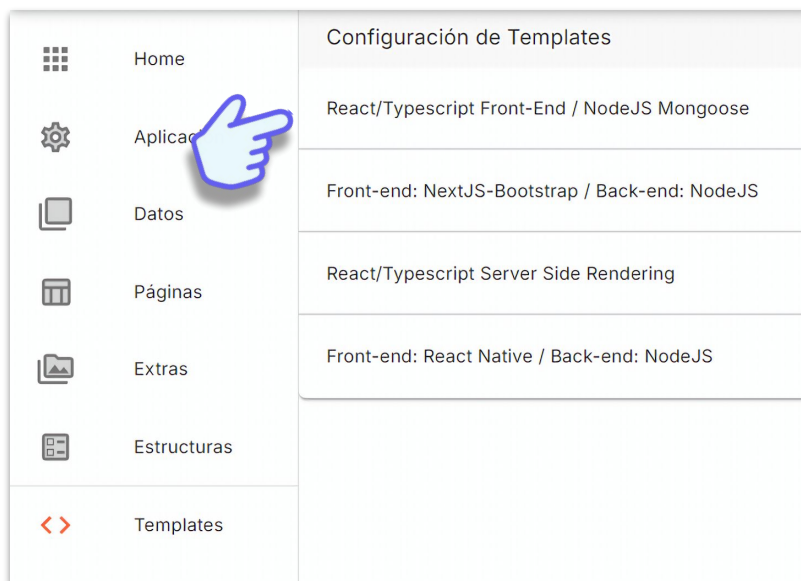 Home
Datos
Páginas
Extras
Estructuras
Templates
Configuración de Templates
React/Typescript Front-End / NodeJS Mongoose
Front-end: NextJS-Bootstrap / Back-end: NodeJS
React/Typescript Server Side Rendering
Front-end: React Native / Back-end: NodeJS